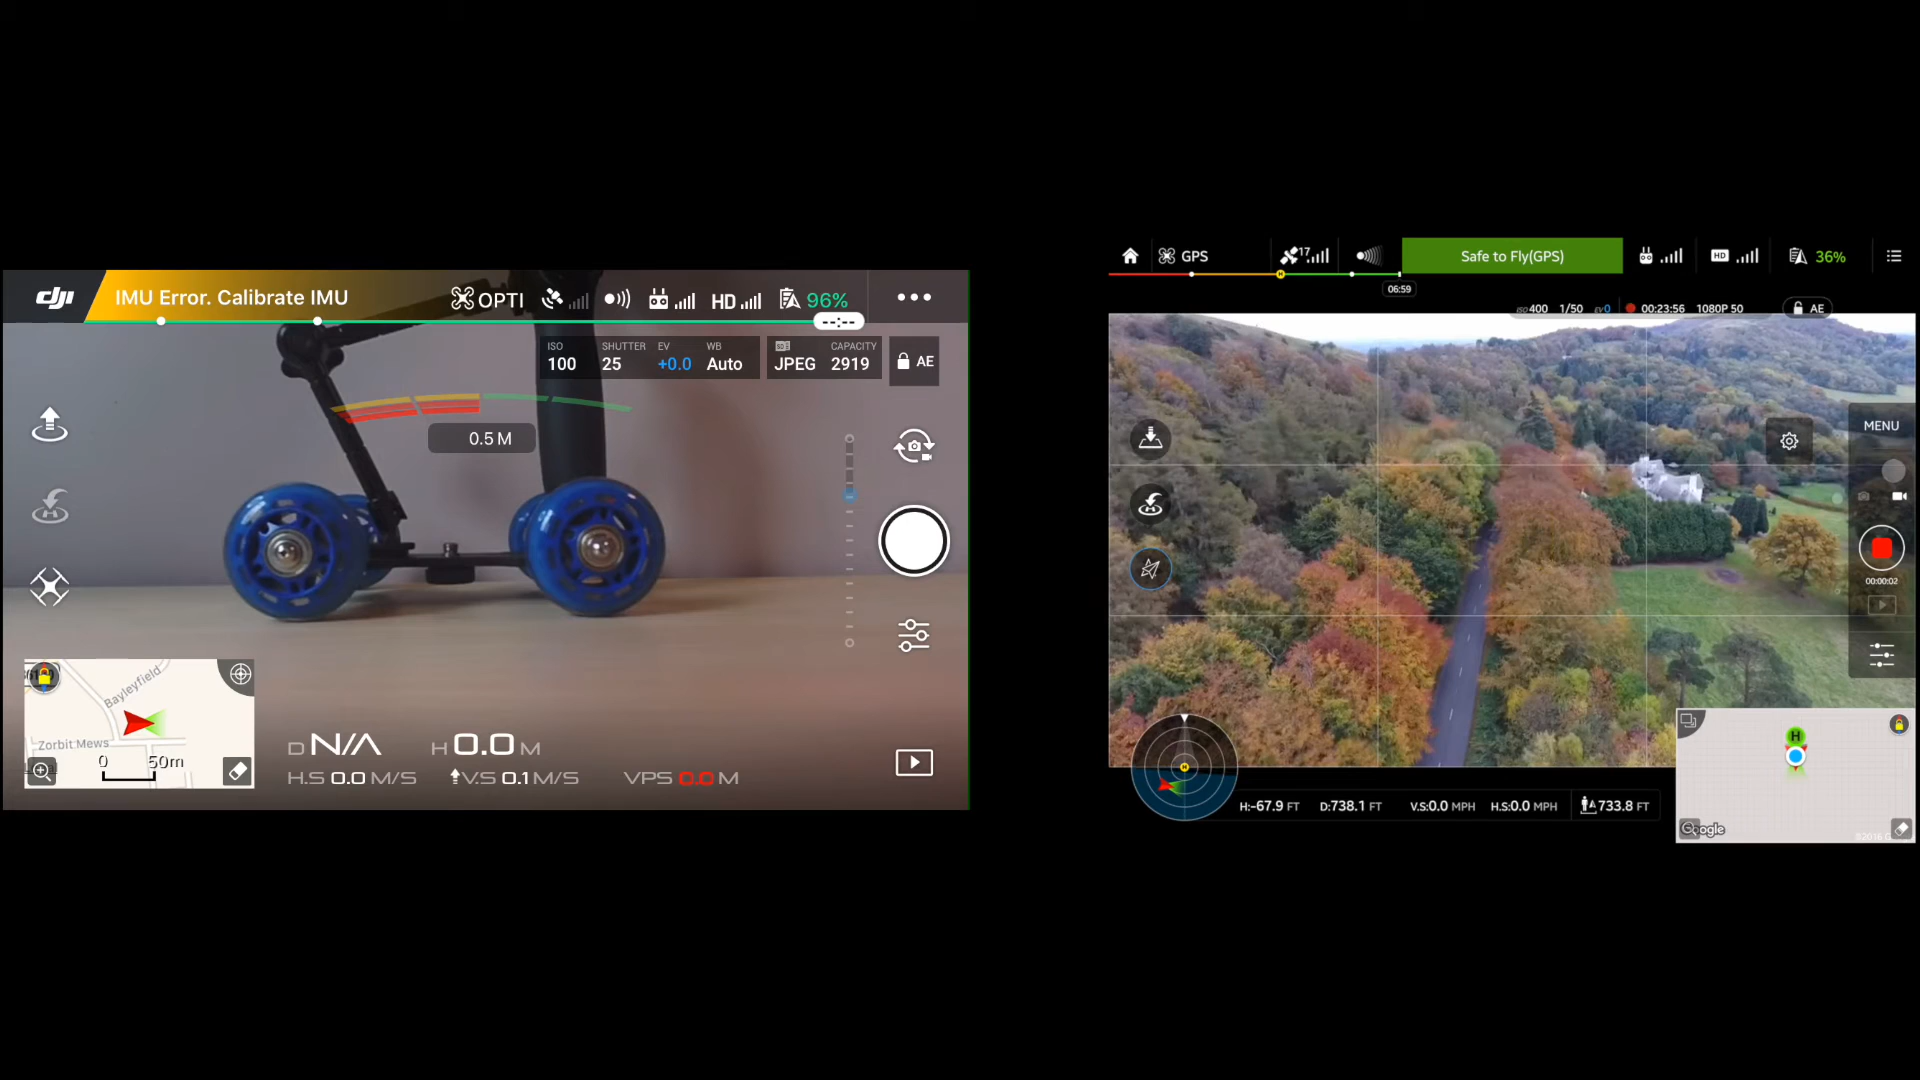 dji
IMU Error. Calibrate IMU
OPTI
HD
96%
--:--
ISO
100
SHUTTER
25
EV
+0.0
WB
Auto
JPEG
CAPACITY
2919
AE
0.5 M
Bayleyfield
Zorbit Mews
0 50m
D N/A H 0.0 M
H.S 0.0 M/S V.S 0.1 M/S VPS 0.0 M
GPS
17
Safe to Fly(GPS)
HD
36%
H
06:59
ISO400 1/50 EV0 00:23:56 1080P 50 AE
MENU
00:00:02
H
H
H:-67.9 FT D:738.1 FT V.S:0.0 MPH H.S:0.0 MPH 733.8 FT
Google